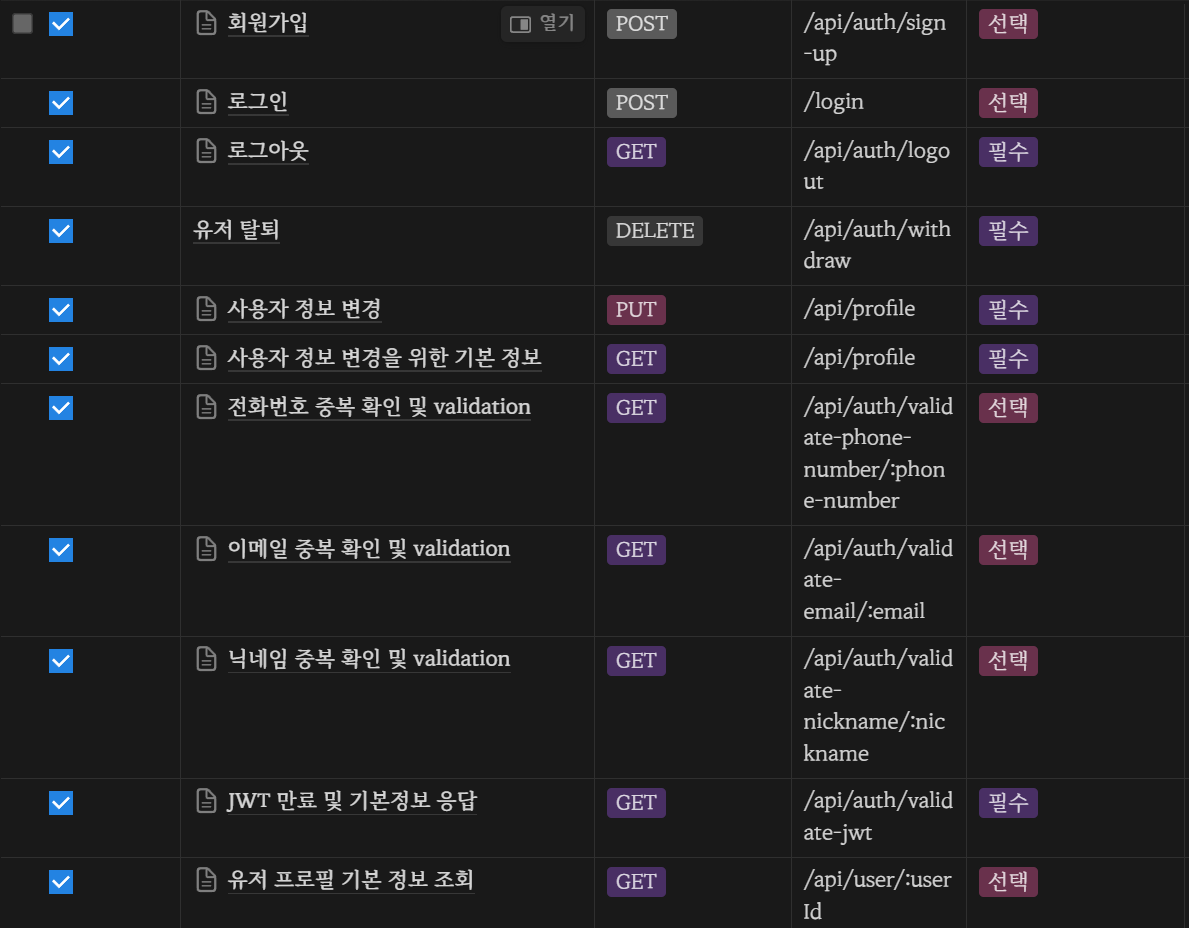 회원가입 열기 POST /api/auth/sign
-up 선택
로그인 POST /login 선택
로그아웃 GET /api/auth/logo
ut 필수
유저 탈퇴 DELETE /api/auth/with
draw 필수
사용자 정보 변경 PUT /api/profile 필수
사용자 정보 변경을 위한 기본 정보 GET /api/profile 필수
전화번호 중복 확인 및 validation GET /api/auth/valid
ate-phone-
number/:phon
e-number 선택
이메일 중복 확인 및 validation GET /api/auth/valid
ate-
email/:email 선택
닉네임 중복 확인 및 validation GET /api/auth/valid
ate-
nickname/:nic
kname 선택
JWT 만료 및 기본정보 응답 GET /api/auth/valid
ate-jwt 필수
유저 프로필 기본 정보 조회 GET /api/user/:user
Id 선택